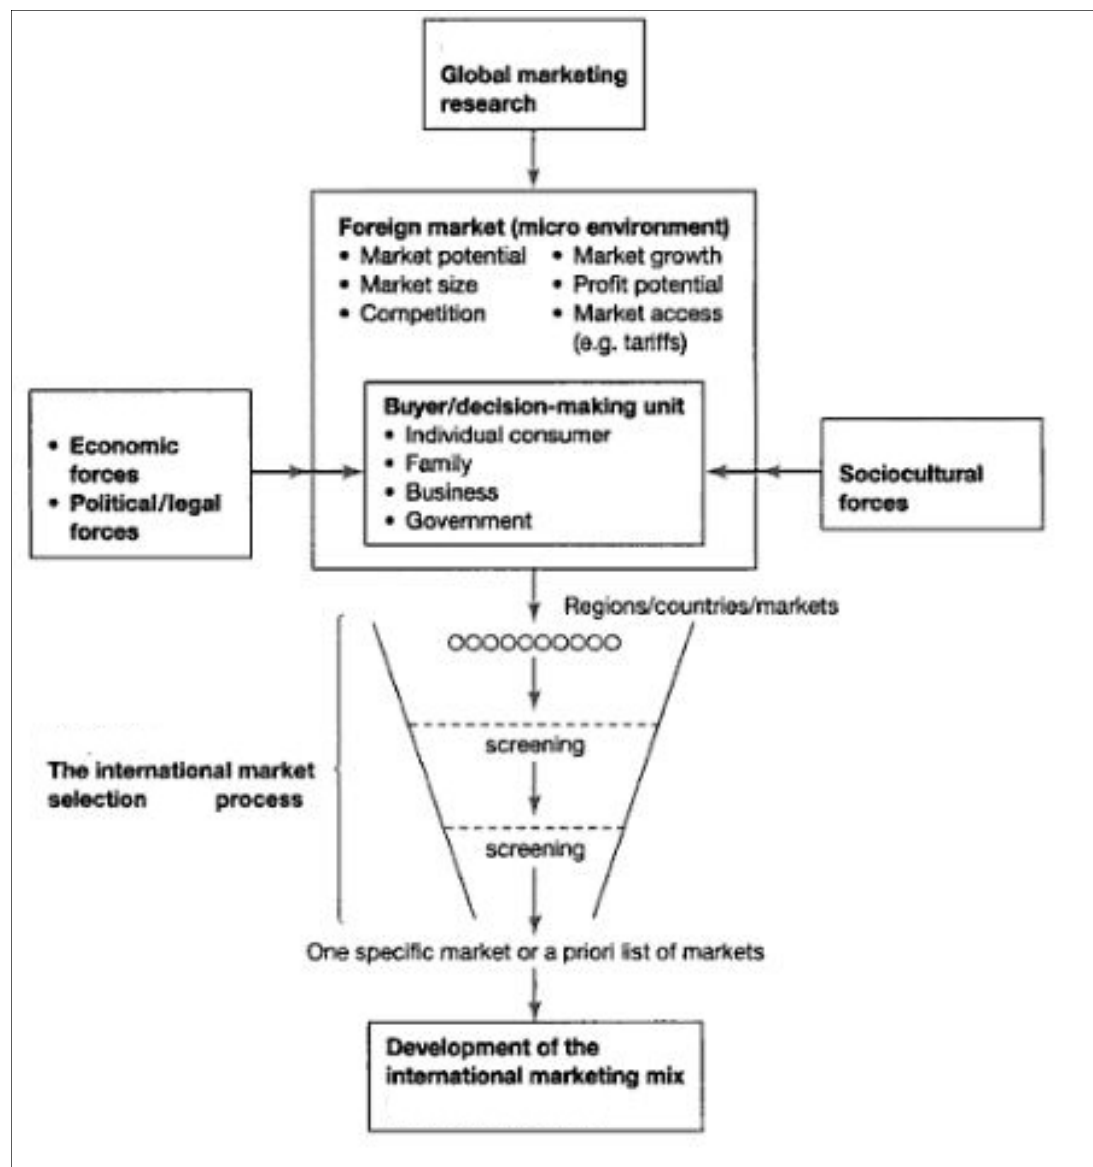 Global marketing
research
Foreign market (micro environment)
• Market potential
• Market size
• Competition
• Market growth
• Profit potential
• Market access
(e.g. tariffs)
• Economic
forces
• Political/legal
forces
Buyer/decision-making unit
• Individual consumer
• Family
• Business
• Government
Sociocultural
forces
Regions/countries/markets
screening
The international market
selection process
screening
One specific market or a priori list of markets
Development of the
international marketing mix